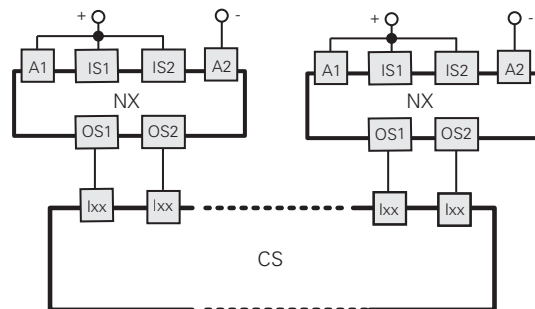 + - + -
A1 IS1 IS2 A2 A1 IS1 IS2 A2
NX NX
OS1 OS2 OS1 OS2
Ixx Ixx Ixx Ixx
CS